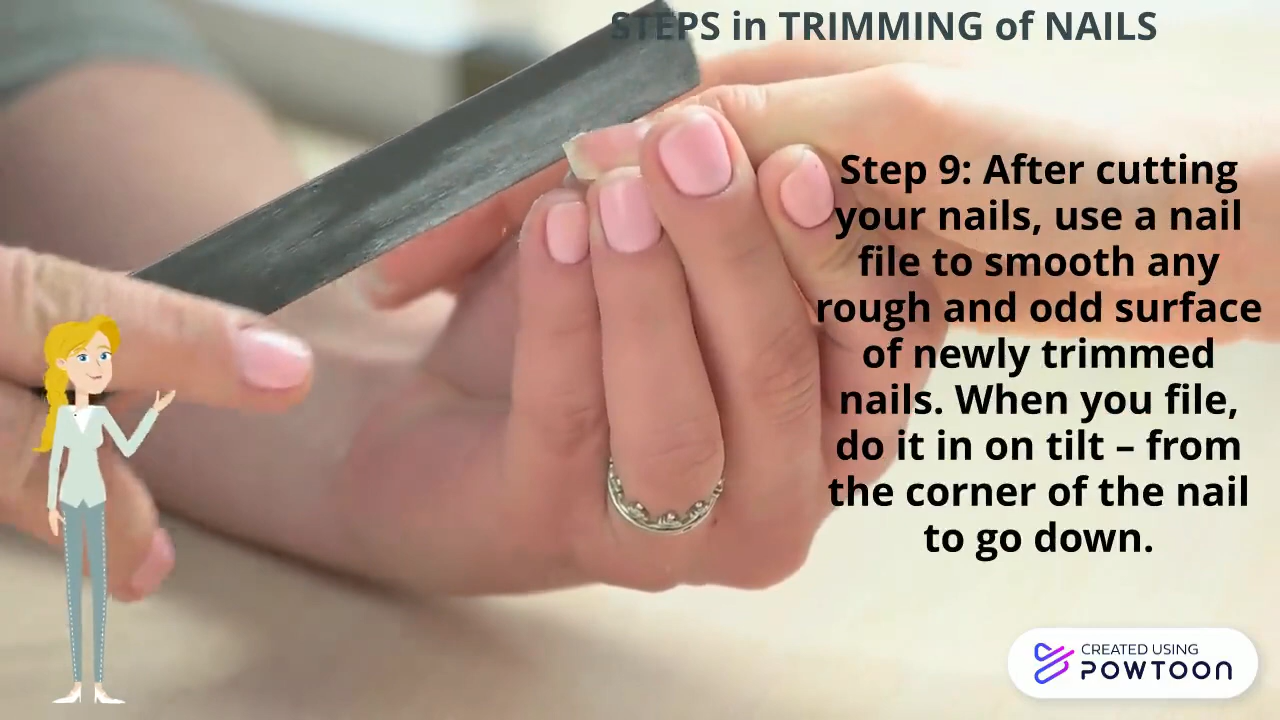 STEPS in TRIMMING of NAILS
Step 9: After cutting
your nails, use a nail
file to smooth any
rough and odd surface
of newly trimmed
nails. When you file,
do it in on tilt – from
the corner of the nail
to go down.
CREATED USING
POWTOON